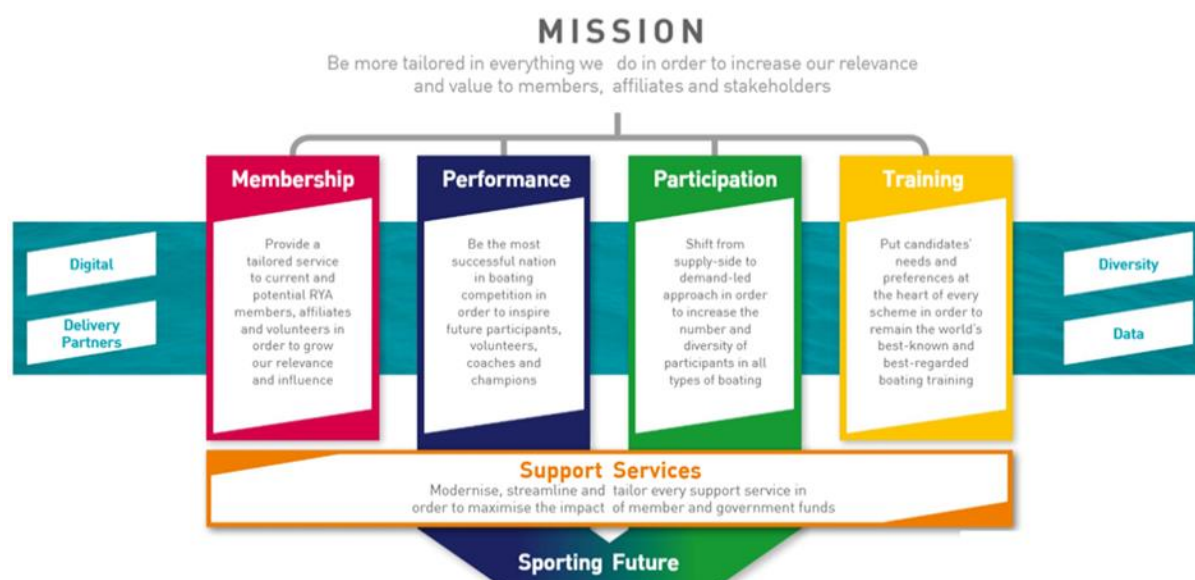 MISSION
Be more tailored in everything we do in order to increase our relevance
and value to members, affiliates and stakeholders
Membership
Provide a
tailored service
to current and
potential RYA
members, affiliates
and volunteers in
order to grow
our relevance
and influence
Performance
Be the most
successful nation
in boating
competition in
order to inspire
future participants,
volunteers,
coaches and
champions
Participation
Shift from
supply-side to
demand-led
approach in order
to increase the
number and
diversity of
participants in all
types of boating
Training
Put candidates'
needs and
preferences at
the heart of every
scheme in order to
remain the world's
best-known and
best-regarded
boating training
Digital
Delivery
Partners
Diversity
Data
Support Services
Modernise, streamline and tailor every support service in
order to maximise the impact of member and government funds
Sporting Future